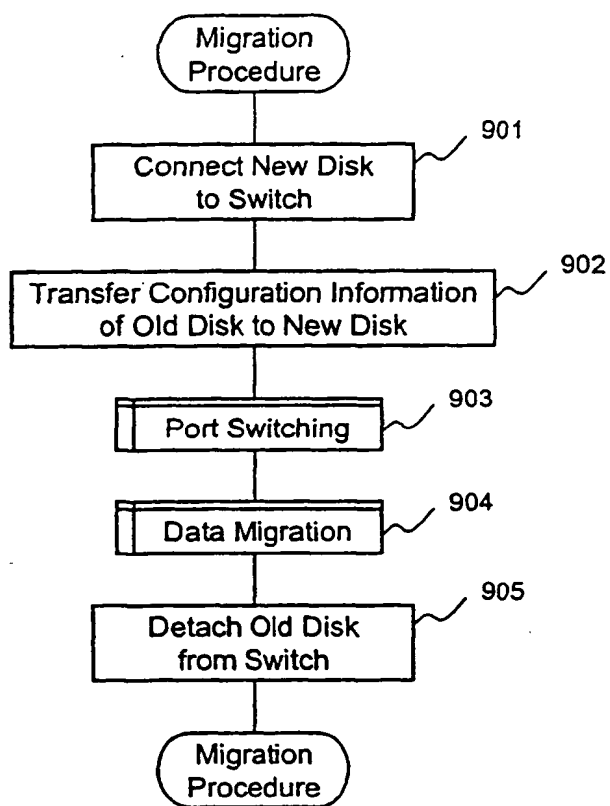 Migration
Procedure
901
Connect New Disk
to Switch
902
Transfer Configuration Information
of Old Disk to New Disk
903
Port Switching
904
Data Migration
905
Detach Old Disk
from Switch
Migration
Procedure